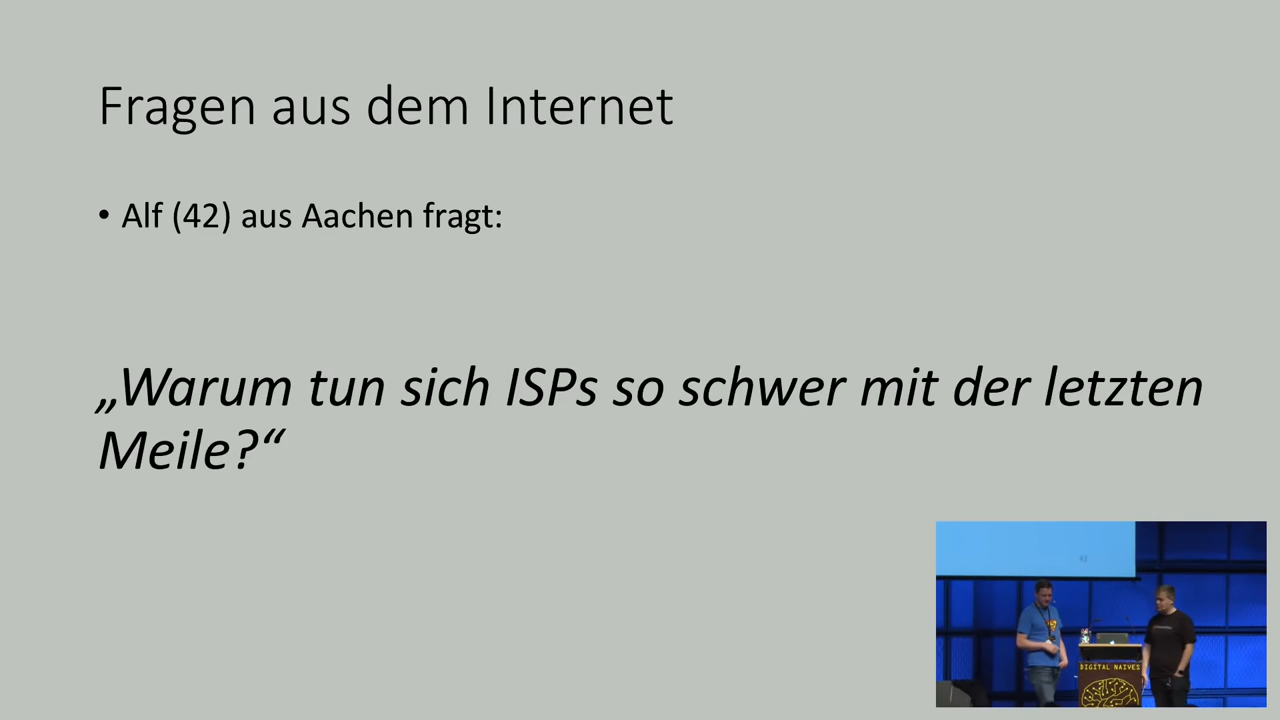 Fragen aus dem Internet
• Alf (42) aus Aachen fragt:
„Warum tun sich ISPs so schwer mit der letzten
Meile?“
DIGITAL NAIVES